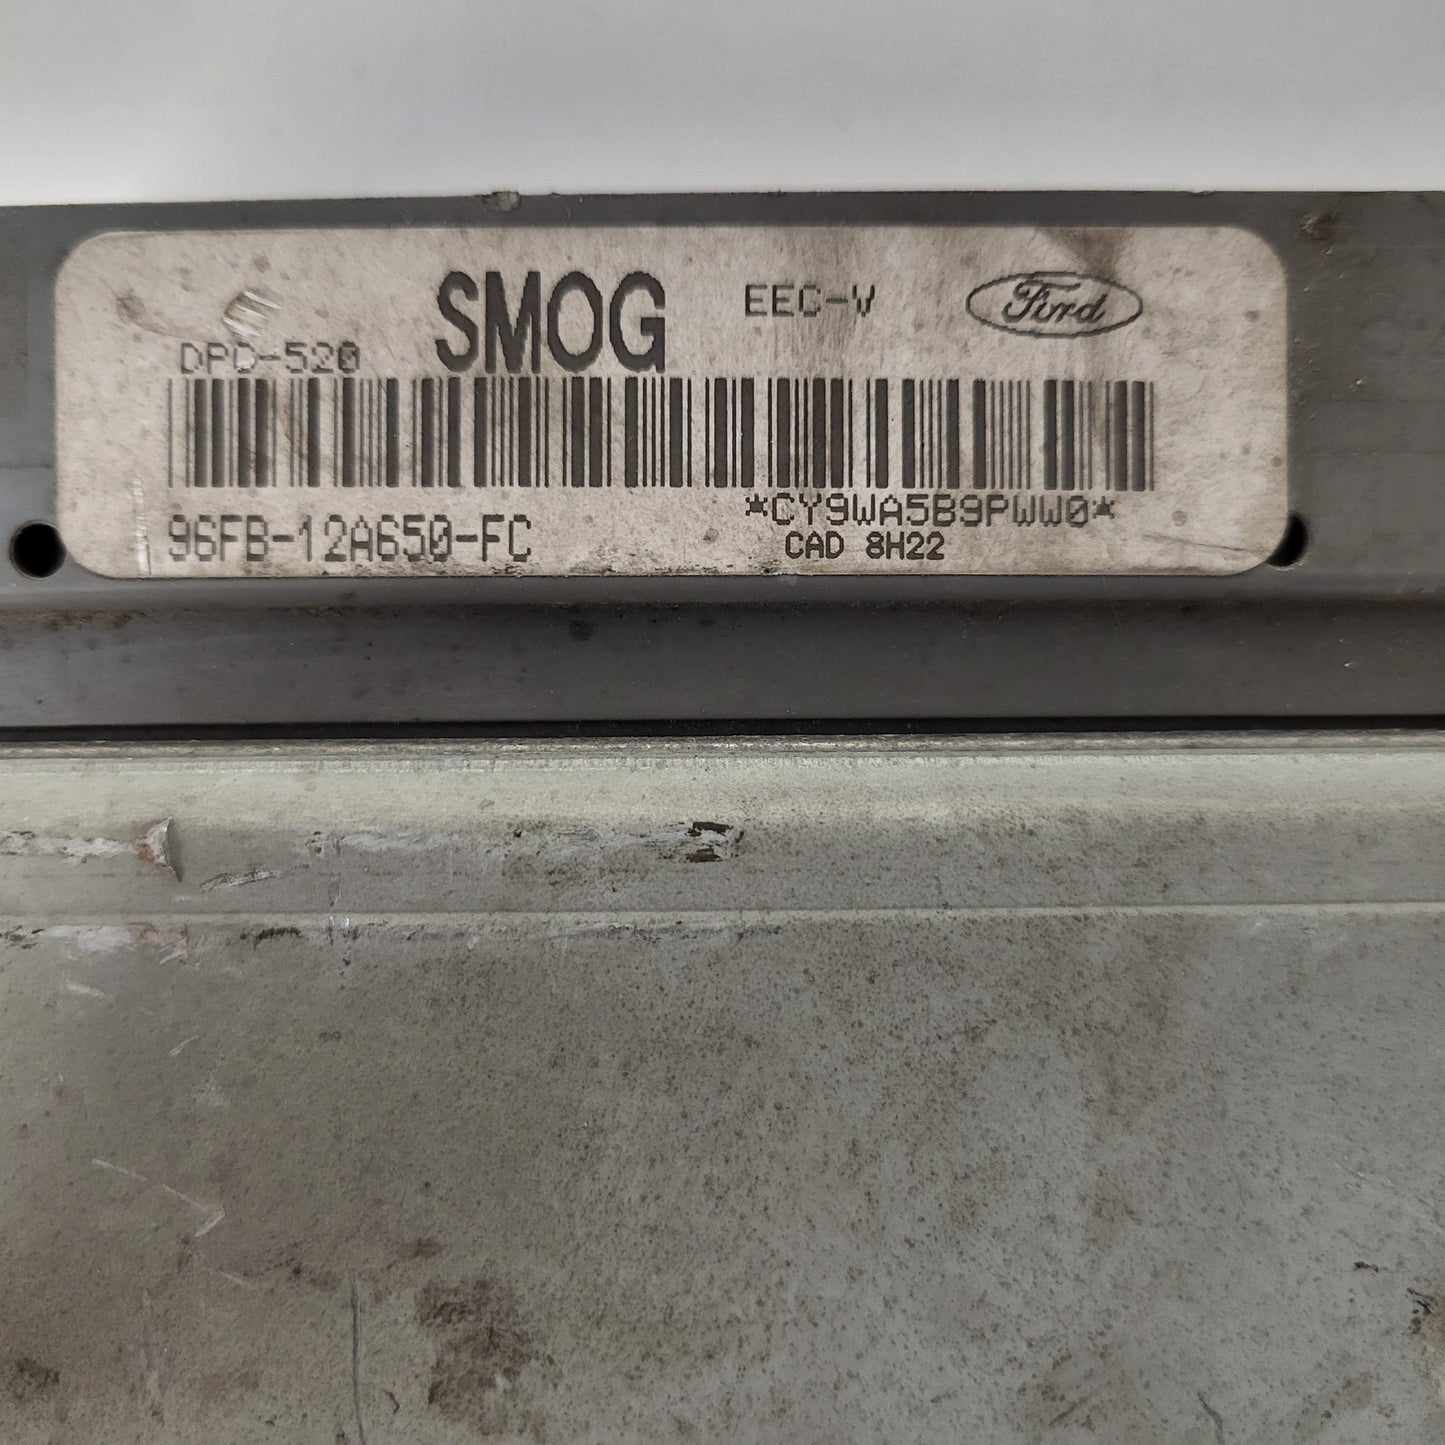 DPC-520 SMOG EEC-V Ford
*CY9WA5B9PWW0*
96FB-12A650-FC CAD 8H22